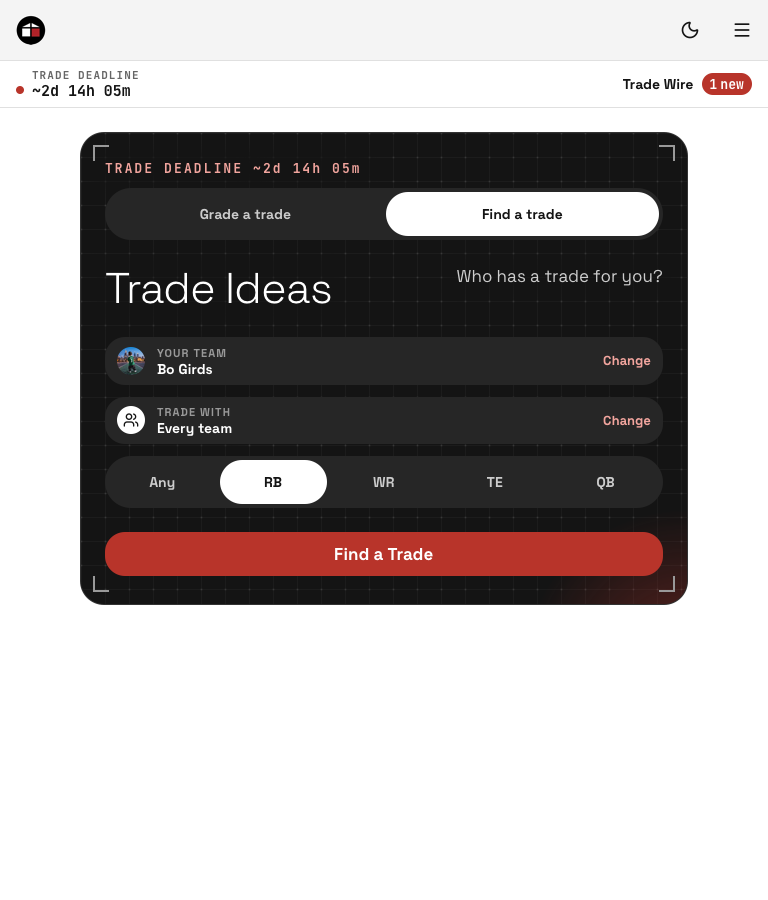 TRADE DEADLINE
~2d 14h 05m
Trade Wire 1 new
TRADE DEADLINE ~2d 14h 05m
Grade a trade Find a trade
Trade Ideas Who has a trade for you?
YOUR TEAM
Bo Girds
Change
TRADE WITH
Every team
Change
Any RB WR TE QB
Find a Trade